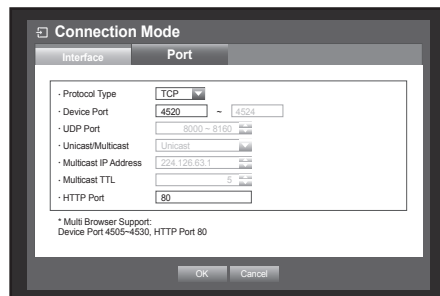 Connection Mode
Interface Port
· Protocol Type TCP
· Device Port 4520 ~ 4524
· UDP Port 8000 ~ 8160
· Unicast/Multicast Unicast
· Multicast IP Address 224.126.63.1
· Multicast TTL 5
· HTTP Port 80
* Multi Browser Support:
Device Port 4505~4530, HTTP Port 80
OK Cancel